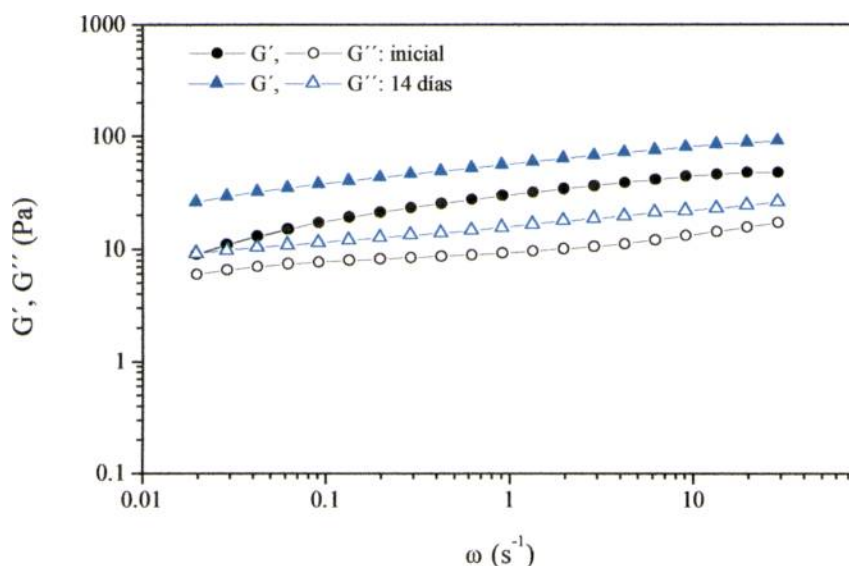 1000
100
10
1
0.1
0.01
0.1
1
10
G´, G´´ (Pa)
ω (s⁻¹)
G´, G´´: inicial
G´, G´´: 14 días